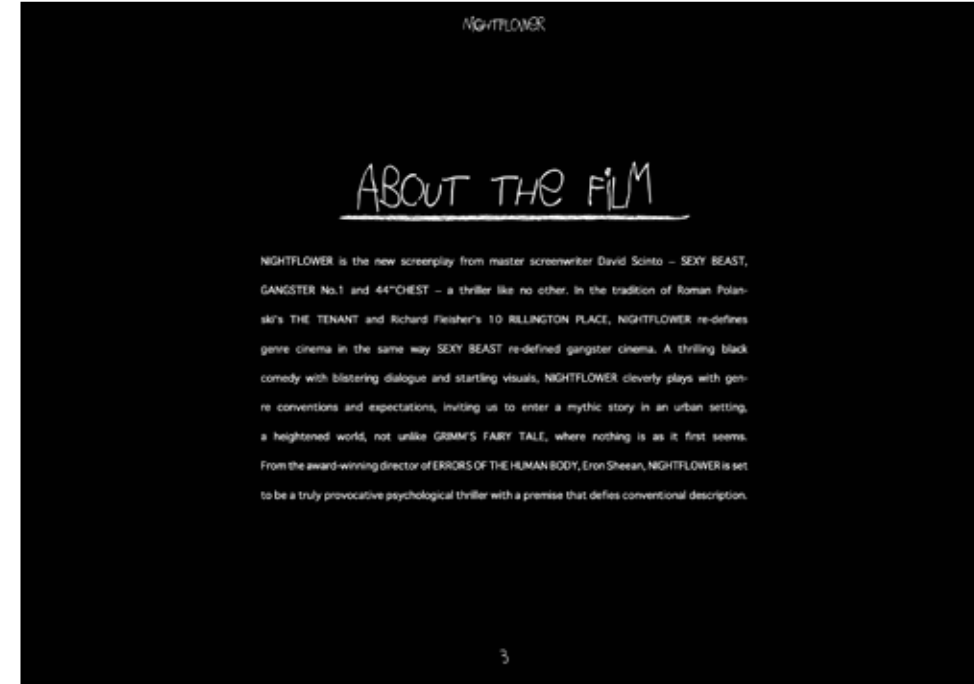 NIGHTFLOWER
ABOUT THE FILM
NIGHTFLOWER is the new screenplay from master screenwriter David Scinto – SEXY BEAST,
GANGSTER No.1 and 44"CHEST – a thriller like no other. In the tradition of Roman Polan-
ski's THE TENANT and Richard Fleisher's 10 RILLINGTON PLACE, NIGHTFLOWER re-defines
genre cinema in the same way SEXY BEAST re-defined gangster cinema. A thrilling black
comedy with blistering dialogue and startling visuals, NIGHTFLOWER cleverly plays with gen-
re conventions and expectations, inviting us to enter a mythic story in an urban setting,
a heightened world, not unlike GRIMM'S FAIRY TALE, where nothing is as it first seems.
From the award-winning director of ERRORS OF THE HUMAN BODY, Eron Sheean, NIGHTFLOWER is set
to be a truly provocative psychological thriller with a premise that defies conventional description.
3